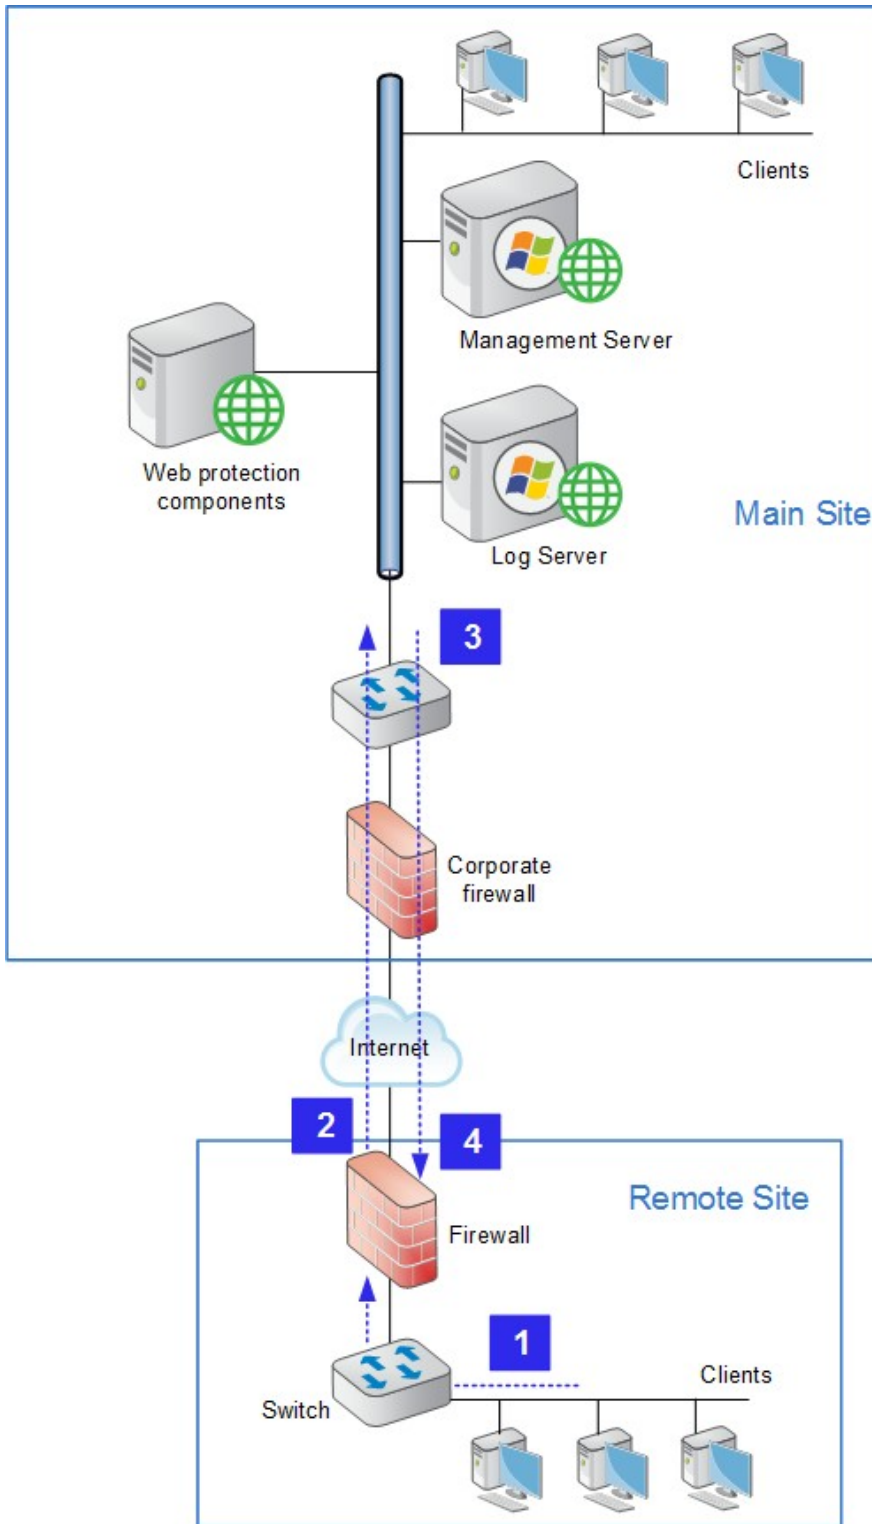 Clients
Management Server
Web protection
components
Log Server
Main Site
3
Corporate
firewall
Internet
2
4
Remote Site
Firewall
1
Clients
Switch